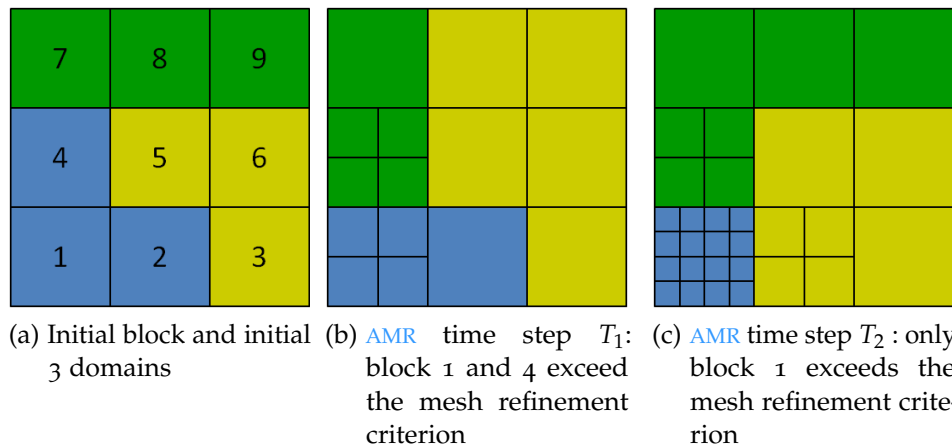 7 8 9
4 5 6
1 2 3
(a) Initial block and initial
3 domains
(b) AMR time step T1:
block 1 and 4 exceed
the mesh refinement
criterion
(c) AMR time step T2 : only
block 1 exceeds the
mesh refinement crite-
rion